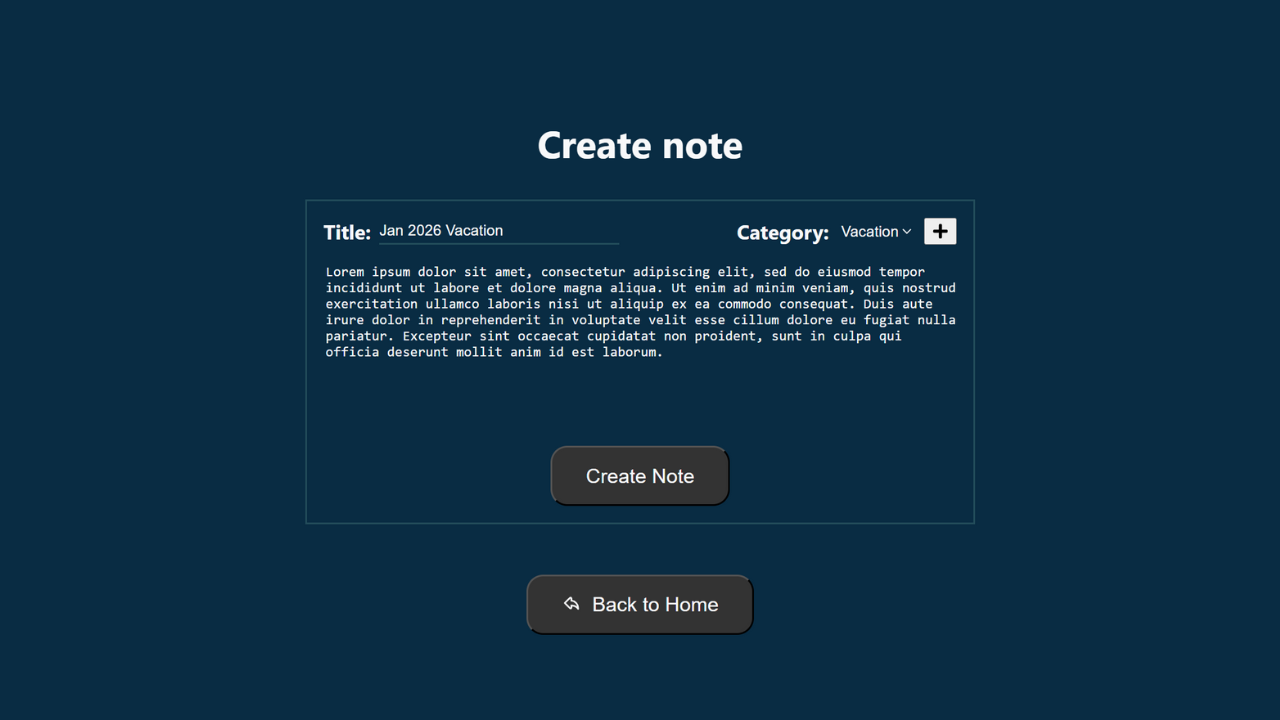 Create note
Title: Jan 2026 Vacation Category: Vacation
Lorem ipsum dolor sit amet, consectetur adipiscing elit, sed do eiusmod tempor
incididunt ut labore et dolore magna aliqua. Ut enim ad minim veniam, quis nostrud
exercitation ullamco laboris nisi ut aliquip ex ea commodo consequat. Duis aute
irure dolor in reprehenderit in voluptate velit esse cillum dolore eu fugiat nulla
pariatur. Excepteur sint occaecat cupidatat non proident, sunt in culpa qui
officia deserunt mollit anim id est laborum.
Create Note
Back to Home